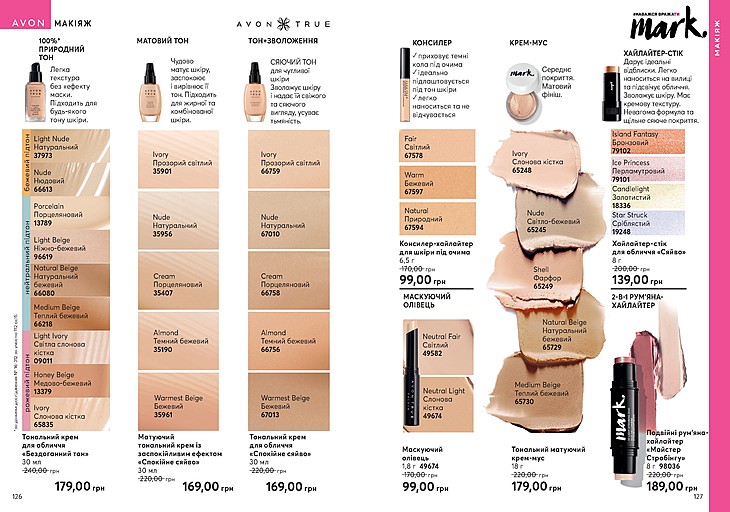 AVON МАКІЯЖ
AVON TRUE
100%*
ПРИРОДНИЙ
ТОН
Легка
текстура
без ефекту
маски.
Підходить для
будь-якого
тону шкіри.
бежевий підтон
нейтральний підтон
рожевий підтон
Light Nude
Натуральний
37973
Nude
Нюдовий
66613
Porcelain
Порцеляновий
13789
Light Beige
Ніжно-бежевий
96619
Natural Beige
Натуральний
бежевий
66080
Medium Beige
Теплий бежевий
66218
Light Ivory
Світла слонова
кістка
09011
Honey Beige
Медово-бежевий
13379
Ivory
Слонова кістка
65835
Тональний крем
для обличчя
«Бездоганний тон»
30 мл
240,00 грн
179,00 грн
126
МАТОВИЙ ТОН
Чудово
матує шкіру,
заспокоює
і вирівнює її
тон. Підходить
для жирної та
комбінованої
шкіри.
Ivory
Прозорий світлий
35901
Nude
Натуральний
35956
Cream
Порцеляновий
35407
Almond
Темний бежевий
35190
Warmest Beige
Бежевий
35961
Матуючий
тональний крем із
заспокійливим ефектом
«Спокійне сяйво»
30 мл
220,00 грн
169,00 грн
ТОН+ЗВОЛОЖЕННЯ
СЯЮЧИЙ ТОН
для чутливої
шкіри
Зволожує шкіру
і надає їй свіжого
та сяючого
вигляду, усуває
тьмяність.
Ivory
Прозорий світлий
66759
Nude
Натуральний
67010
Cream
Порцеляновий
66758
Almond
Темний бежевий
66756
Warmest Beige
Бежевий
67013
Тональний крем
для обличчя
«Спокійне сяйво»
30 мл
220,00 грн
169,00 грн
#НАВАЖСЯ ВРАЖАТИ
mark.
МАКІЯЖ
КОНСИЛЕР
✓приховує темні
кола під очима
✓ідеально
підлаштовується
під тон шкіри
✓легко
наноситься та не
відчувається
Fair
Світлий
67578
Warm
Бежевий
67597
Natural
Природний
67594
Консилер-хайлайтер
для шкіри під очима
6,5 г
170,00 грн
99,00 грн
МАСКУЮЧИЙ
ОЛІВЕЦЬ
Neutral Fair
Світлий
49582
Neutral Light
Слонова
кістка
49674
Маскуючий
олівець
1,8 г 49674
170,00 грн
99,00 грн
КРЕМ-МУС
mark.
Середнє
покриття.
Матовий
фініш.
Ivory
Слонова кістка
65248
Nude
Світло-бежевий
65245
Shell
Фарфор
65249
Natural Beige
Натуральний
бежевий
65729
Medium Beige
Теплий бежевий
65730
Тональний матуючий
крем-мус
18 г
220,00 грн
179,00 грн
ХАЙЛАЙТЕР-СТІК
Дарує ідеальні
відблиски. Легко
наноситься на вилиці
та підсвічує обличчя.
Зволожує шкіру. Має
кремову текстуру.
Невагома формула та
щільне сяюче покриття.
Island Fantasy
Бронзовий
79102
Ice Princess
Перламутровий
79101
Candlelight
Золотистий
18336
Star Struck
Сріблястий
19248
Хайлайтер-стік
для обличчя «Сяйво»
8 г
200,00 грн
139,00 грн
2-В-1 РУМ'ЯНА-
ХАЙЛАЙТЕР
mark.
Подвійні рум'яна-
хайлайтер
«Майстер
Стробінгу»
8 г 98036
220,00 грн
189,00 грн
127